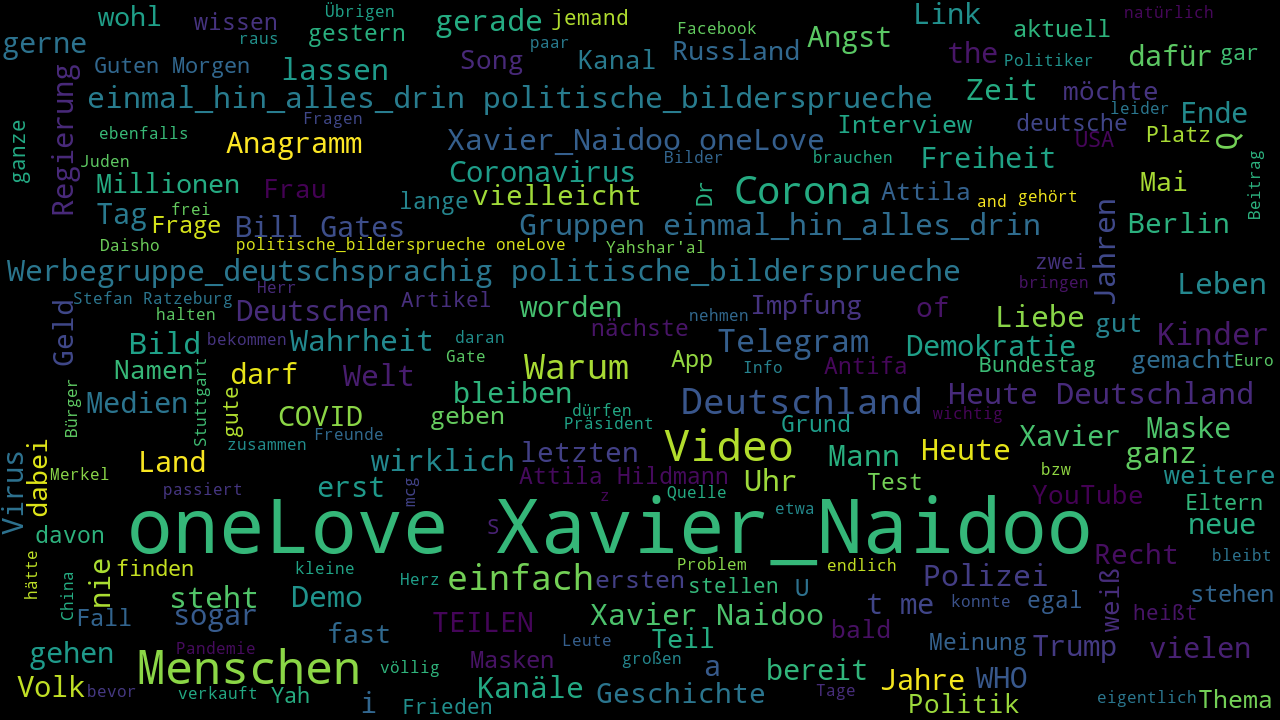 wohl
wissen
Übrigen
raus
gestern
gerade
jemand
paar
Facebook
Angst
Link
aktuell
natürlich
gerne
Guten Morgen
lassen
Song
Kanal
Russland
the
Politiker
dafür
gar
Regierung
einmal_hin_alles_drin politische_bildersprueche
Zeit
möchte
leider
Ende
ganze
ebenfalls
Fragen
Anagramm
Xavier_Naidoo oneLove
Interview
deutsche
USA
Platz
Q
Juden
Coronavirus
Bilder
brauchen
Freiheit
Beitrag
Millionen
Frau
lange
vielleicht
Dr
Corona
Attila
and
gehört
Mai
Tag
frei
Frage
Bill Gates
Gruppen einmal_hin_alles_drin
Jahren
Berlin
Daisho
politische_bildersprueche oneLove
Yahshar'al
Werbegruppe_deutschsprachig politische_bildersprueche
zwei
bringen
Leben
Herr
Stefan Ratzeburg
halten
Geld
Deutschen
Artikel
worden
nehmen
Impfung
of
Liebe
gut
Kinder
Bild
bekommen
Wahrheit
daran
nächste
Telegram
Demokratie
Gate
Warum
App
Info
Antifa
Bundestag
gemacht
Euro
Namen
Stuttgart
darf
Welt
bleiben
Deutschland
Heute Deutschland
Bürger
Medien
gute
COVID
geben
dürfen
Präsident
Grund
wichtig
zusammen
Freunde
Video
Xavier
Maske
Virus
dabei
Land
wirklich
letzten
Mann
Heute
ganz
Merkel
passiert
erst
mcg
Attila Hildmann
Uhr
Test
bzw
weitere
z
Quelle
etwa
YouTube
Eltern
davon
oneLove Xavier_Naidoo
S
neue
hätte
China
nie
finden
kleine
Herz
einfach
ersten
Problem
stellen
endlich
U
Polizei
Recht
bleibt
steht
Demo
konnte
egal
weiß
stehen
Fall
sogar
fast
TEILEN
Xavier Naidoo
t me
heißt
gehen
Pandemie
Leute
Teil
bald
Meinung
Trump
vielen
Menschen
völlig
Masken
großen
a
bereit
Jahre
WHO
Volk
bevor
verkauft
Yah
i
Frieden
Kanäle
Geschichte
Tage
Politik
eigentlich
Thema